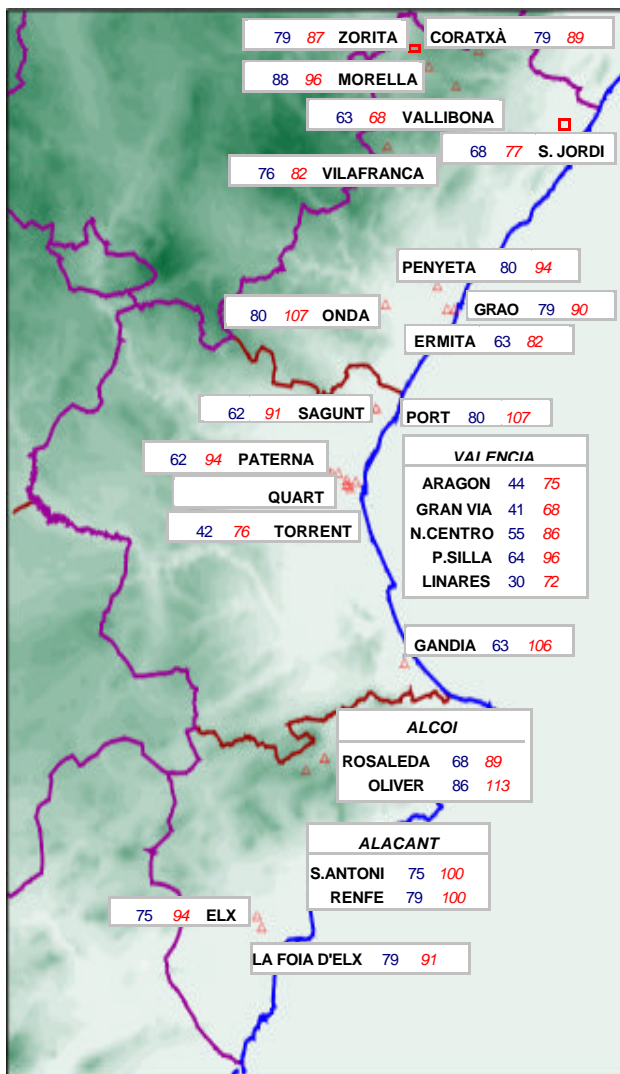 79 87 ZORITA
CORATXÀ 79 89
88 96 MORELLA
63 68 VALLIBONA
68 77 S. JORDI
76 82 VILAFRANCA
PENYETA 80 94
80 107 ONDA
GRAO 79 90
ERMITA 63 82
62 91 SAGUNT
PORT 80 107
62 94 PATERNA
QUART
42 76 TORRENT
VALENCIA
ARAGON 44 75
GRAN VIA 41 68
N.CENTRO 55 86
P.SILLA 64 96
LINARES 30 72
GANDIA 63 106
ALCOI
ROSALEDA 68 89
OLIVER 86 113
ALACANT
S.ANTONI 75 100
RENFE 79 100
75 94 ELX
LA FOIA D'ELX 79 91